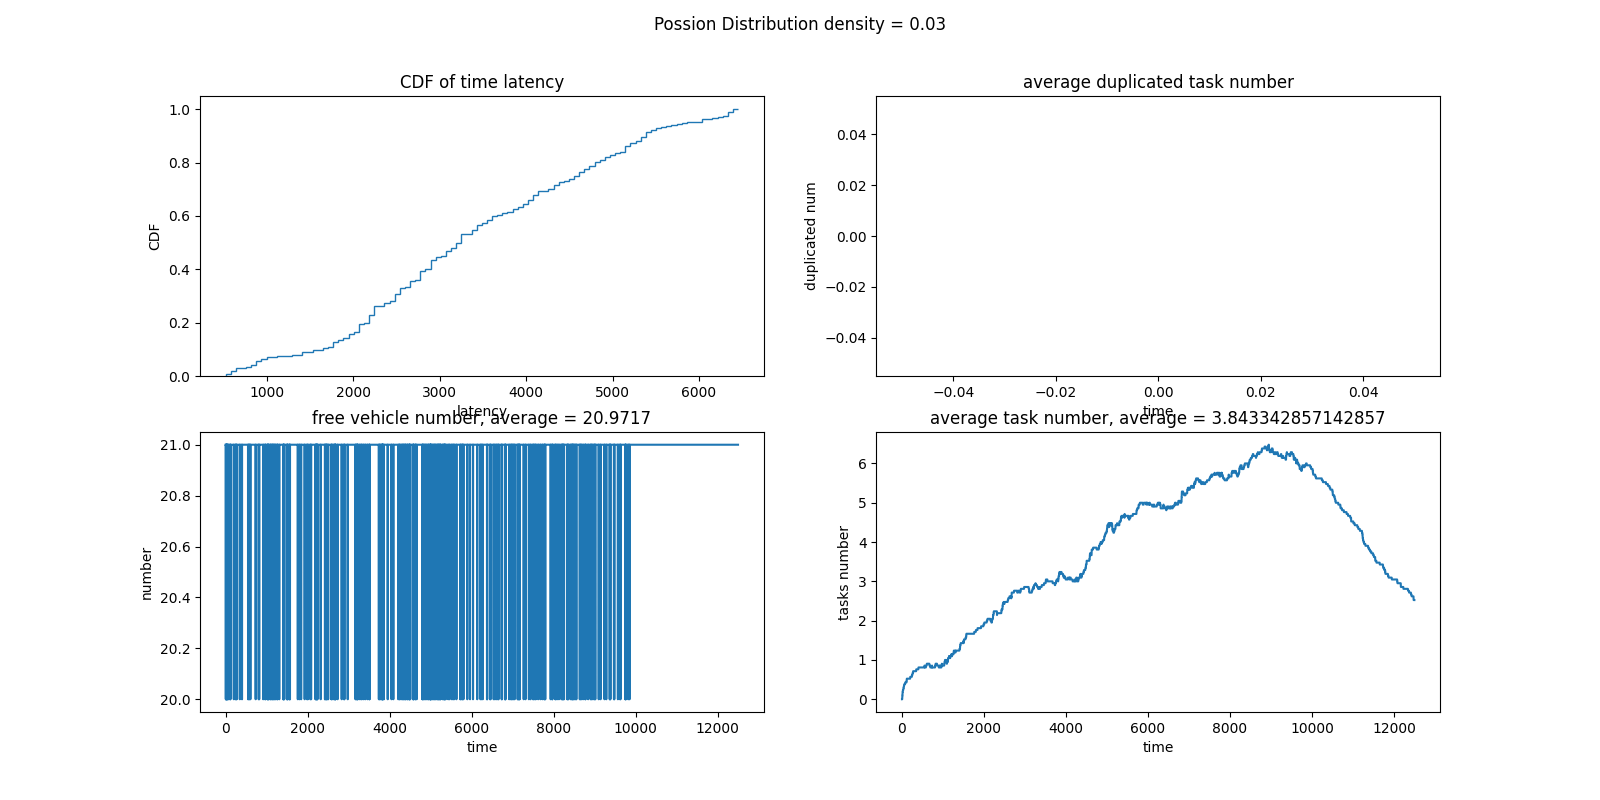 Possion Distribution density = 0.03
CDF of time latency
1.0
0.8
0.6
0.4
0.2
0.0
CDF
1000 2000 3000 4000 5000 6000
latency
average duplicated task number
0.04
0.02
0.00
−0.02
−0.04
duplicated num
−0.04 −0.02 0.00 0.02 0.04
time
free vehicle number, average = 20.9717
21.0
20.8
20.6
20.4
20.2
20.0
number
0 2000 4000 6000 8000 10000 12000
time
average task number, average = 3.843342857142857
6
5
4
3
2
1
0
tasks number
0 2000 4000 6000 8000 10000 12000
time